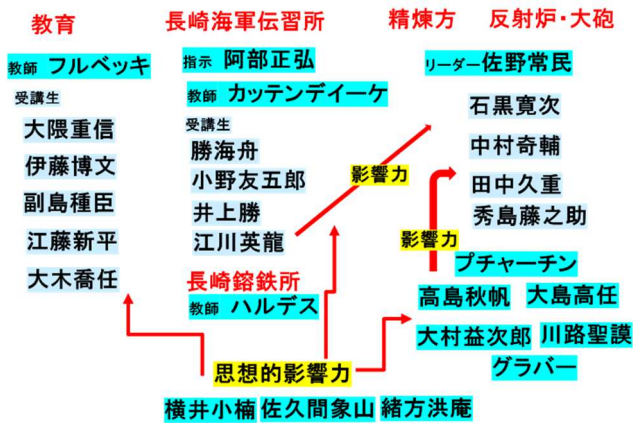 教育
教師 フルベッキ
受講生
大隈重信
伊藤博文
副島種臣
江藤新平
大木喬任
長崎海軍伝習所
指示 阿部正弘
教師 カッテンデイーケ
受講生
勝海舟
小野友五郎
井上勝
江川英龍
長崎鎔鉄所
教師 ハルデス
影響力
精煉方 反射炉・大砲
リーダー佐野常民
石黒寛次
中村奇輔
田中久重
秀島藤之助
影響力
プチャーチン
高島秋帆 大島高任
大村益次郎 川路聖謨
グラバー
思想的影響力
横井小楠 佐久間象山 緒方洪庵